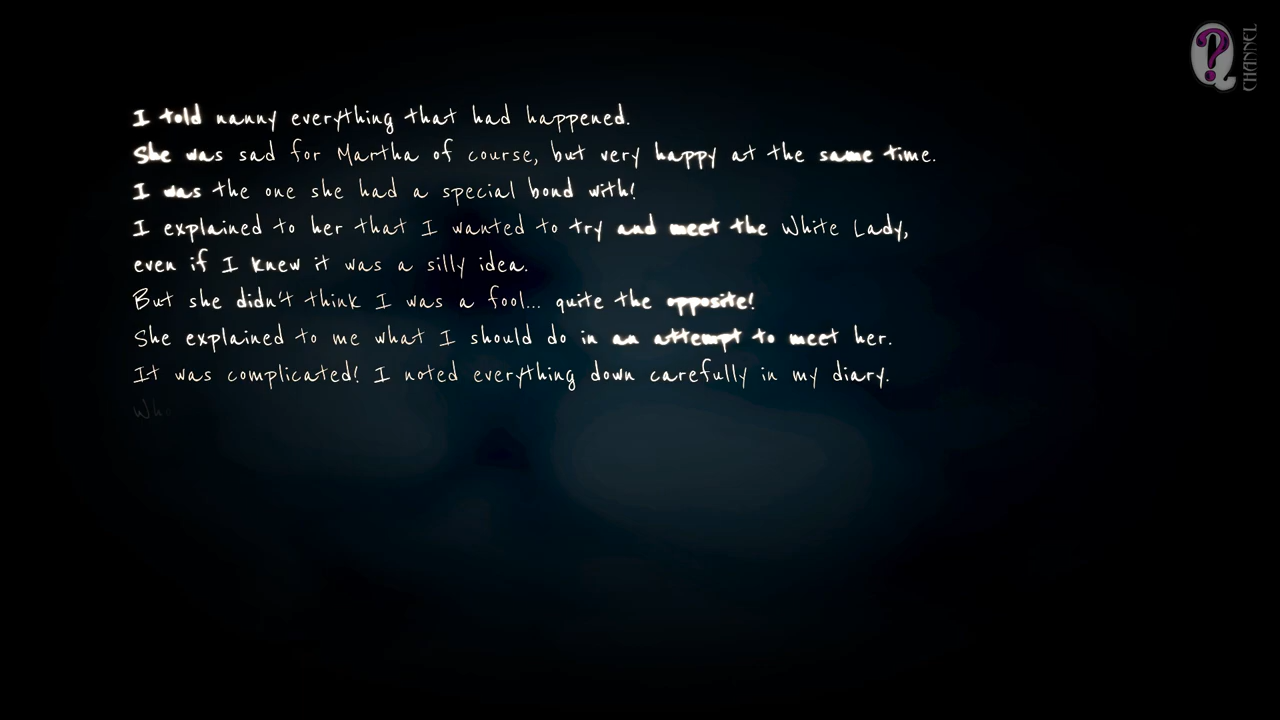 I told nanny everything that had happened.
She was sad for Martha of course, but very happy at the same time.
I was the one she had a special bond with!
I explained to her that I wanted to try and meet the White Lady,
even if I knew it was a silly idea.
But she didn't think I was a fool... quite the opposite!
She explained to me what I should do in an attempt to meet her.
It was complicated! I noted everything down carefully in my diary.
? CHANNEL